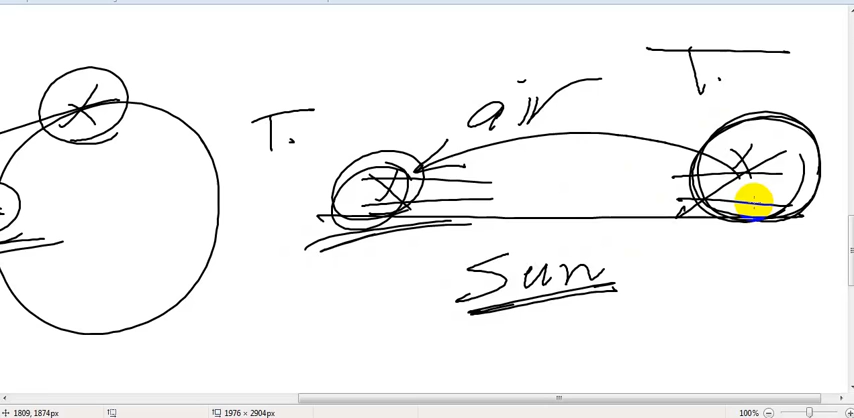 air
T.
T.
X
X
X
Sun
1809, 1874px
1976 × 2904px
100%